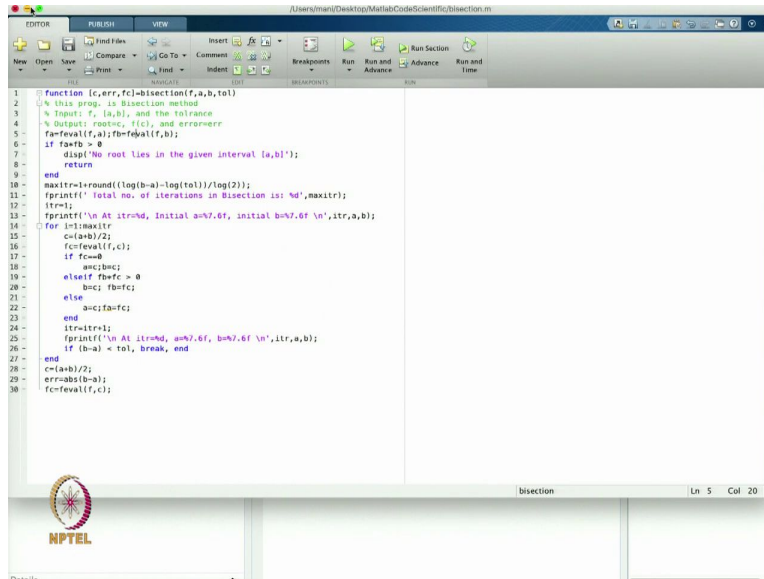 /Users/mani/Desktop/MatlabCodeScientific/bisection.m
EDITOR PUBLISH VIEW
New Open Save Find Files Compare Print Go To Find Insert fx Comment Indent Breakpoints Run Run and Advance Run Section Advance Run and Time
FILE NAVIGATE EDIT BREAKPOINTS RUN
1 function [c,err,fc]=bisection(f,a,b,tol)
2 % this prog. is Bisection method
3 % Input: f, [a,b], and the tolrance
4 % Output: root=c, f(c), and error=err
5 - fa=feval(f,a);fb=feval(f,b);
6 - if fa*fb > 0
7 - disp('No root lies in the given interval [a,b]');
8 - return
9 - end
10 - maxitr=1+round((log(b-a)-log(tol))/log(2));
11 - fprintf(' Total no. of iterations in Bisection is: %d',maxitr);
12 - itr=1;
13 - fprintf('\n At itr=%d, Initial a=%7.6f, initial b=%7.6f \n',itr,a,b);
14 - for i=1:maxitr
15 - c=(a+b)/2;
16 - fc=feval(f,c);
17 - if fc==0
18 - a=c;b=c;
19 - elseif fb*fc > 0
20 - b=c; fb=fc;
21 - else
22 - a=c;fa=fc;
23 - end
24 - itr=itr+1;
25 - fprintf('\n At itr=%d, a=%7.6f, b=%7.6f \n',itr,a,b);
26 - if (b-a) < tol, break, end
27 - end
28 - c=(a+b)/2;
29 - err=abs(b-a);
30 - fc=feval(f,c);
bisection Ln 5 Col 20
NPTEL
Details